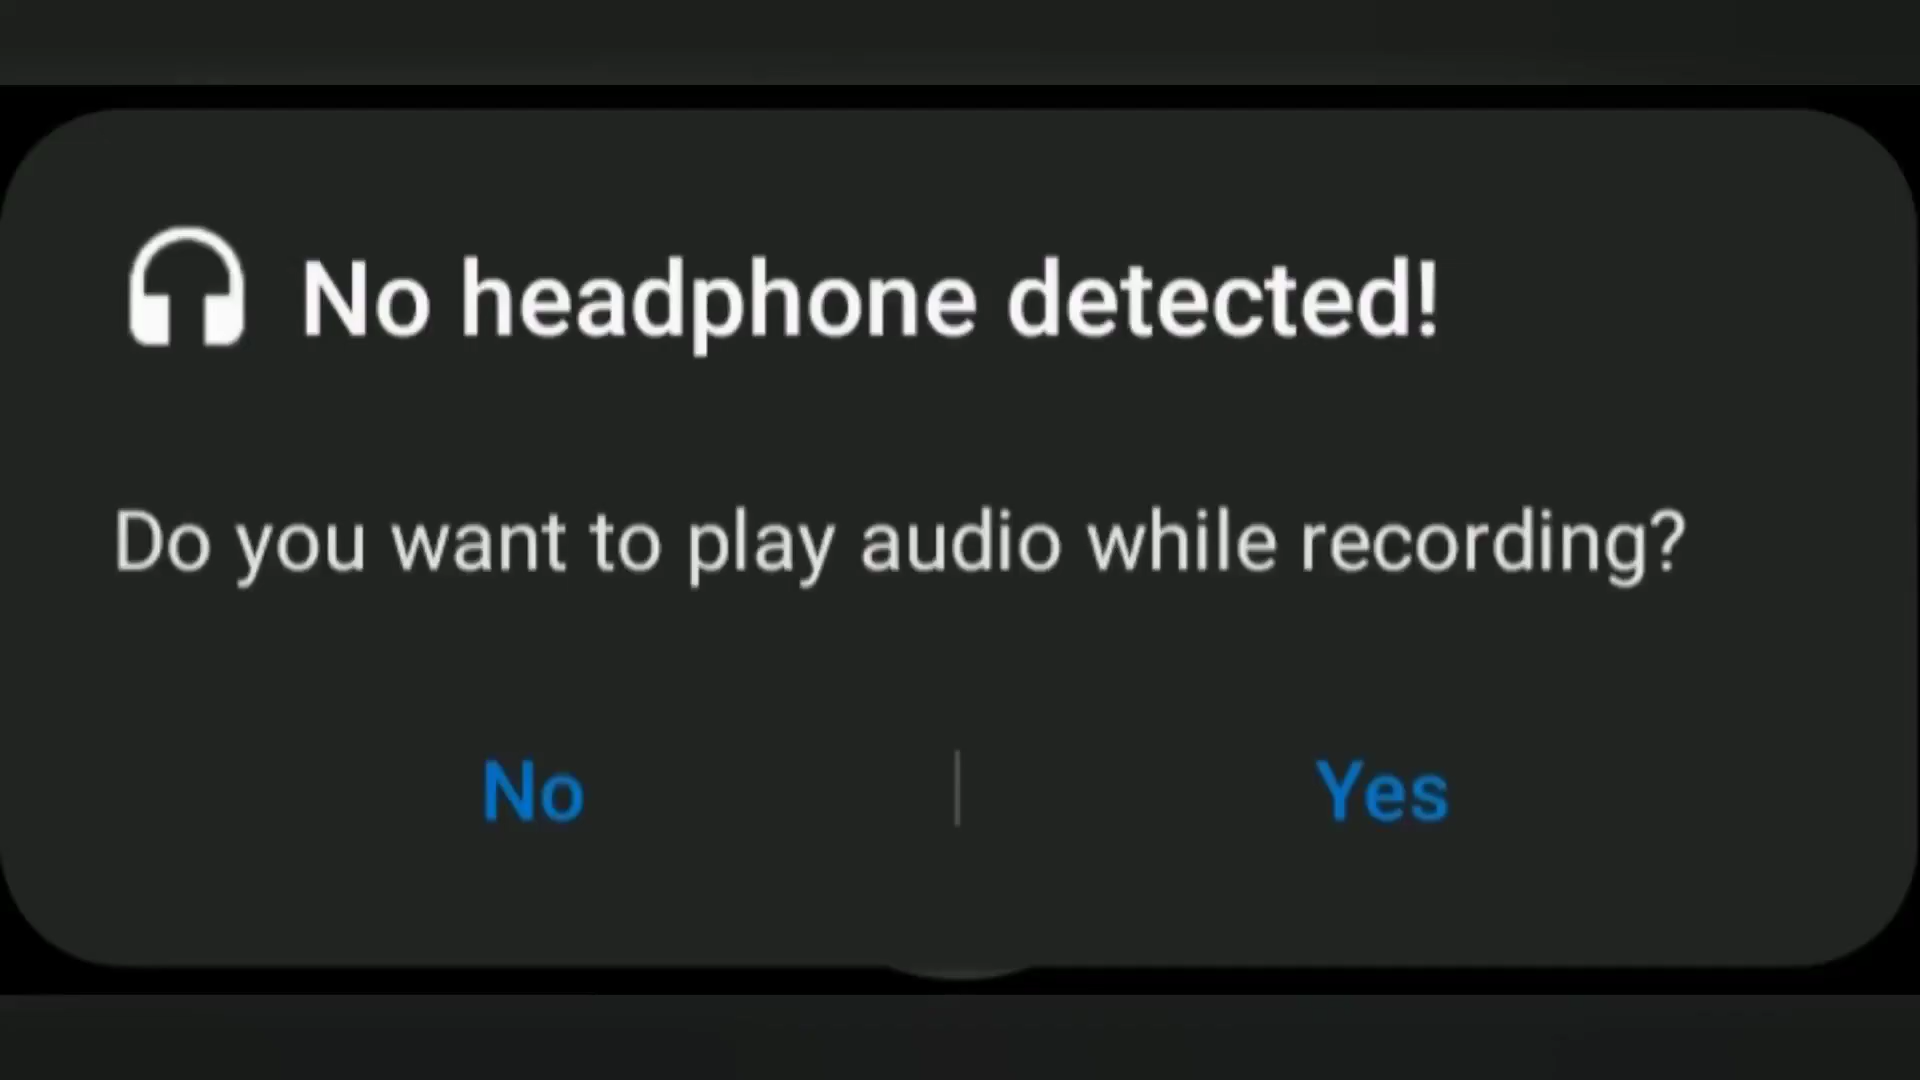 No headphone detected!
Do you want to play audio while recording?
No
Yes